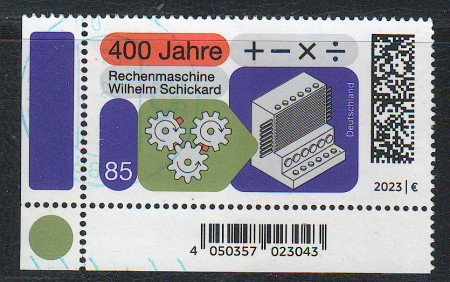 400 Jahre
+ − × ÷
Rechenmaschine
Wilhelm Schickard
Deutschland
85
2023 | €
4 050357 023043